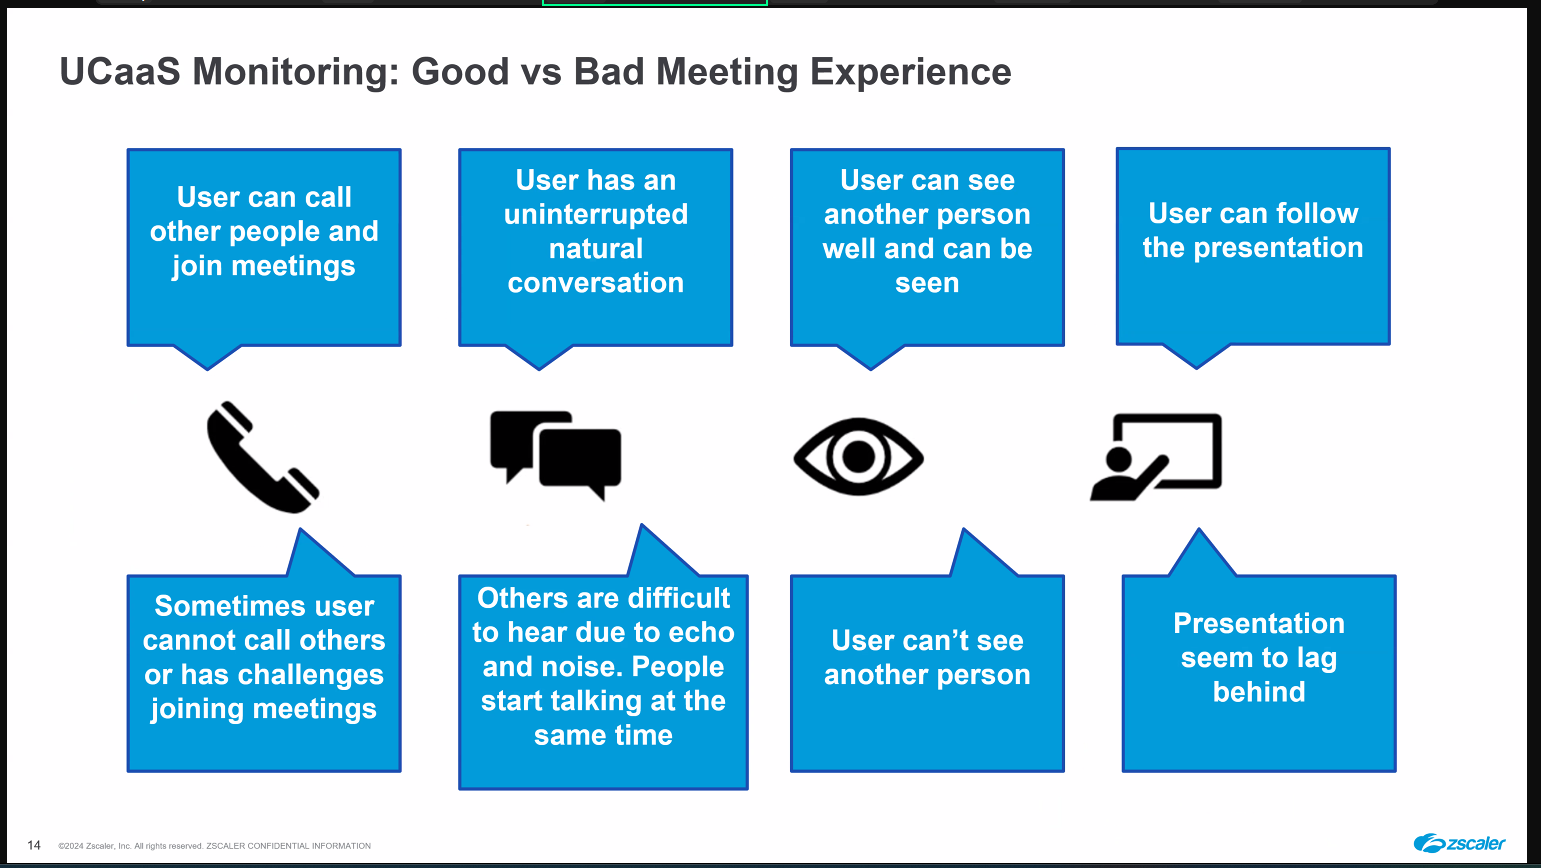 UCaaS Monitoring: Good vs Bad Meeting Experience
User can call
other people and
join meetings
User has an
uninterrupted
natural
conversation
User can see
another person
well and can be
seen
User can follow
the presentation
Sometimes user
cannot call others
or has challenges
joining meetings
Others are difficult
to hear due to echo
and noise. People
start talking at the
same time
User can’t see
another person
Presentation
seem to lag
behind
14 ©2024 Zscaler, Inc. All rights reserved. ZSCALER CONFIDENTIAL INFORMATION
zscaler